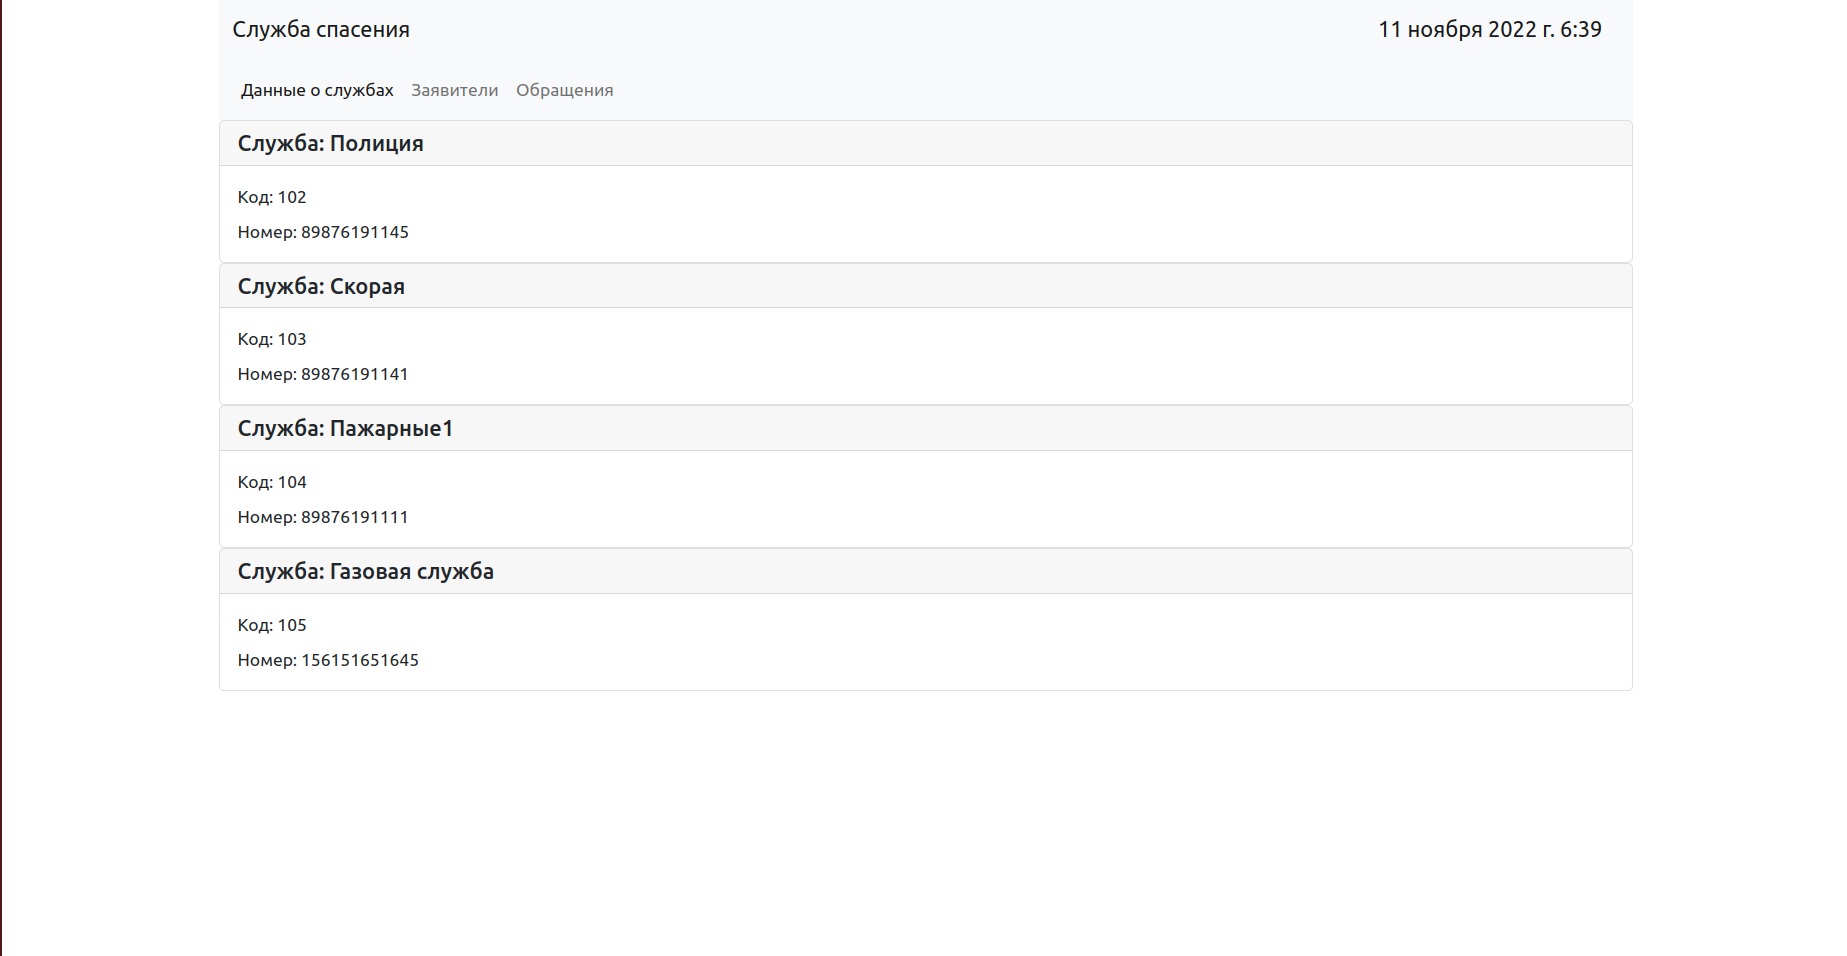 Служба спасения
11 ноября 2022 г. 6:39
Данные о службах Заявители Обращения
Служба: Полиция
Код: 102
Номер: 89876191145
Служба: Скорая
Код: 103
Номер: 89876191141
Служба: Пажарные1
Код: 104
Номер: 89876191111
Служба: Газовая служба
Код: 105
Номер: 156151651645